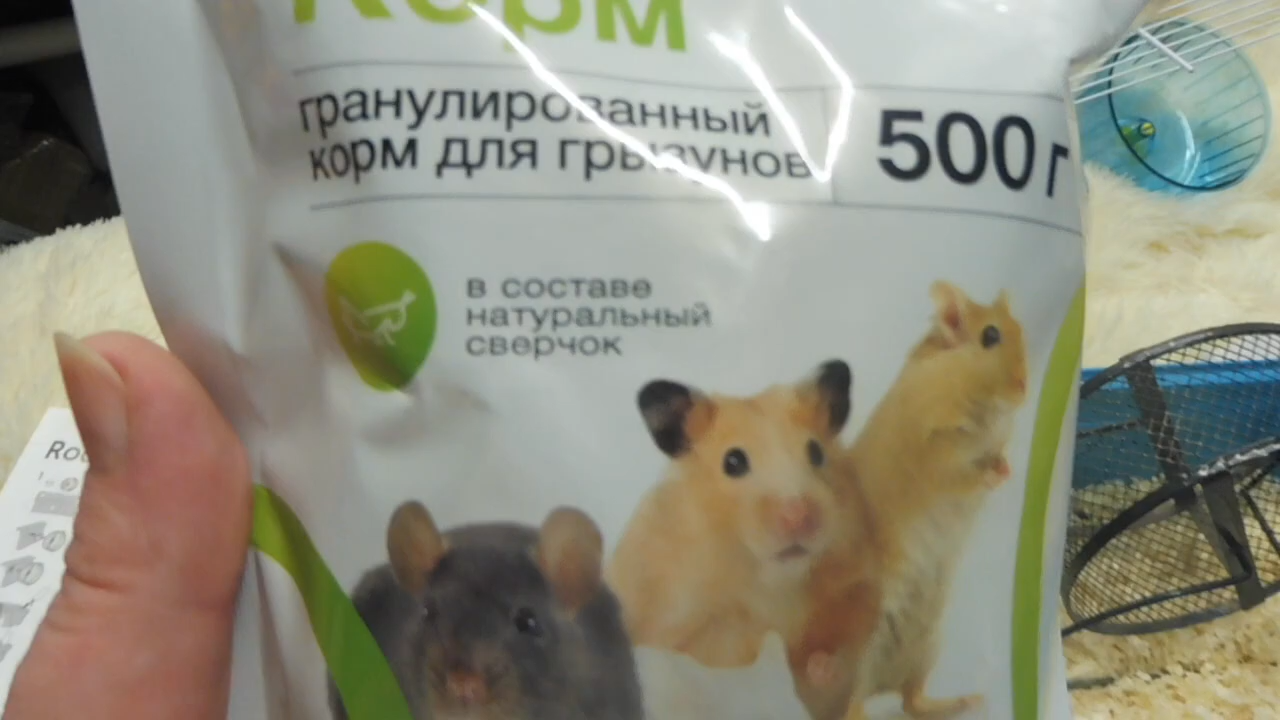 Корм
гранулированный
корм для грызунов
500 г
в составе
натуральный
сверчок